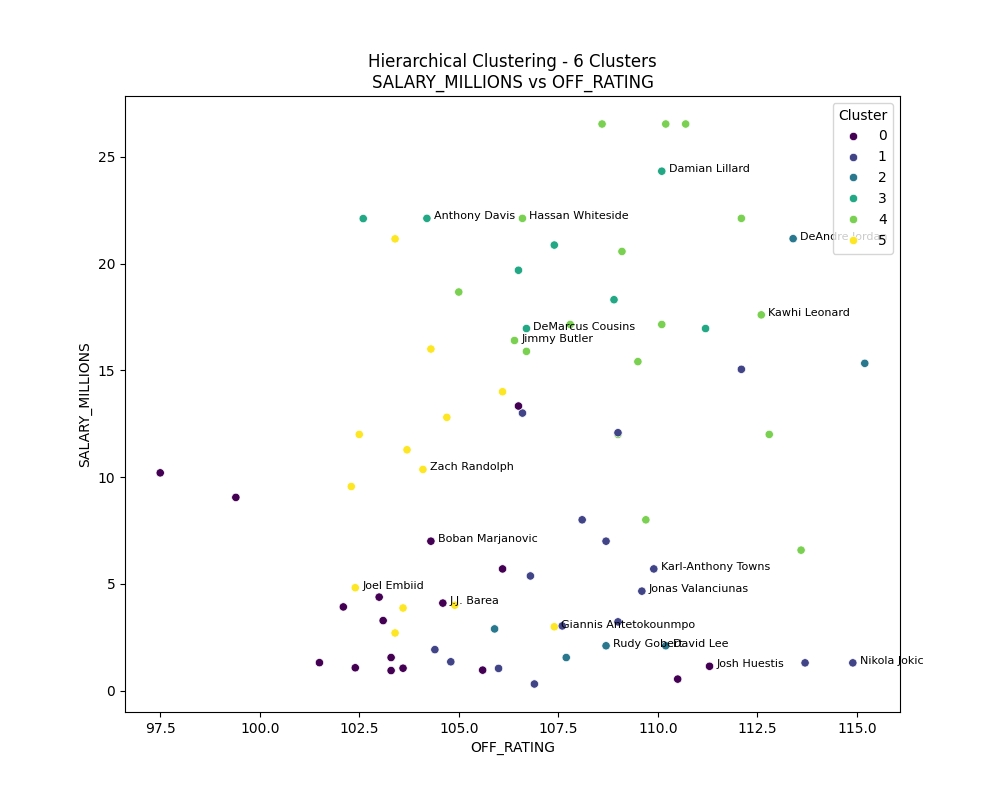 Hierarchical Clustering - 6 Clusters
SALARY_MILLIONS vs OFF_RATING
Cluster
0
1
2
3
4
5
Damian Lillard
Anthony Davis
Hassan Whiteside
DeAndre Jordan
Kawhi Leonard
DeMarcus Cousins
Jimmy Butler
Zach Randolph
Boban Marjanovic
Karl-Anthony Towns
Joel Embiid
Jonas Valanciunas
J.J. Barea
Giannis Antetokounmpo
Rudy Gobert
David Lee
Josh Huestis
Nikola Jokic
25
20
15
10
5
0
SALARY_MILLIONS
97.5
100.0
102.5
105.0
107.5
110.0
112.5
115.0
OFF_RATING